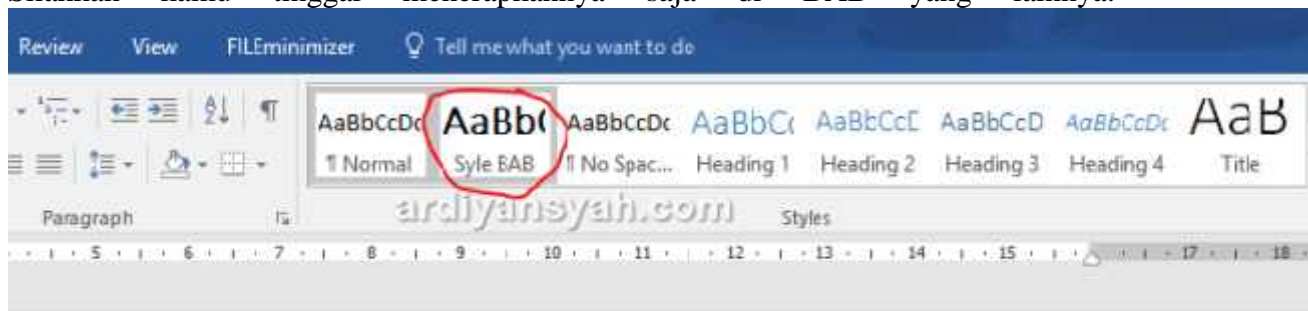 Silahkan kamu tinggal menerapkannya saja di BAB yang lainnya.
Review View FILEminimizer Tell me what you want to do
AaBbCcDc AaBb( AaBbCcDc AaBbC( AaBbCcC AaBbCcD AaBbCcDc AaB
¶ Normal Syle BAB ¶ No Spac... Heading 1 Heading 2 Heading 3 Heading 4 Title
Paragraph Styles
ardiyansyah.com
5 6 7 8 9 10 11 12 13 14 15 17 18